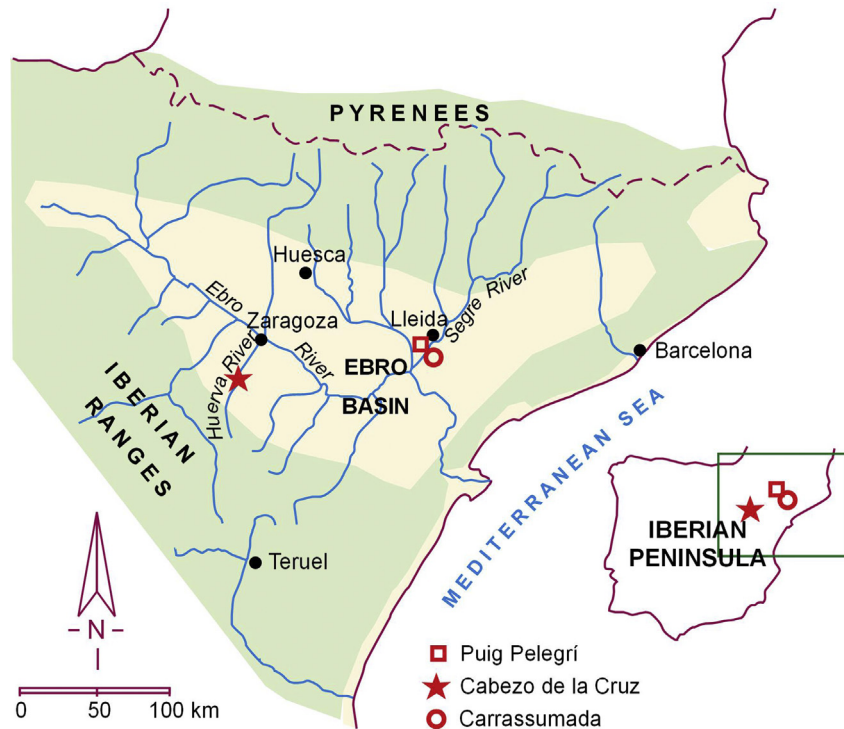 PYRENEES
Huesca
Ebro
Zaragoza
River
Huerva River
Lleida
Segre River
EBRO
BASIN
Barcelona
IBERIAN
RANGES
MEDITERRANEAN SEA
Teruel
IBERIAN
PENINSULA
N
0 50 100 km
Puig Pelegrí
Cabezo de la Cruz
Carrassumada